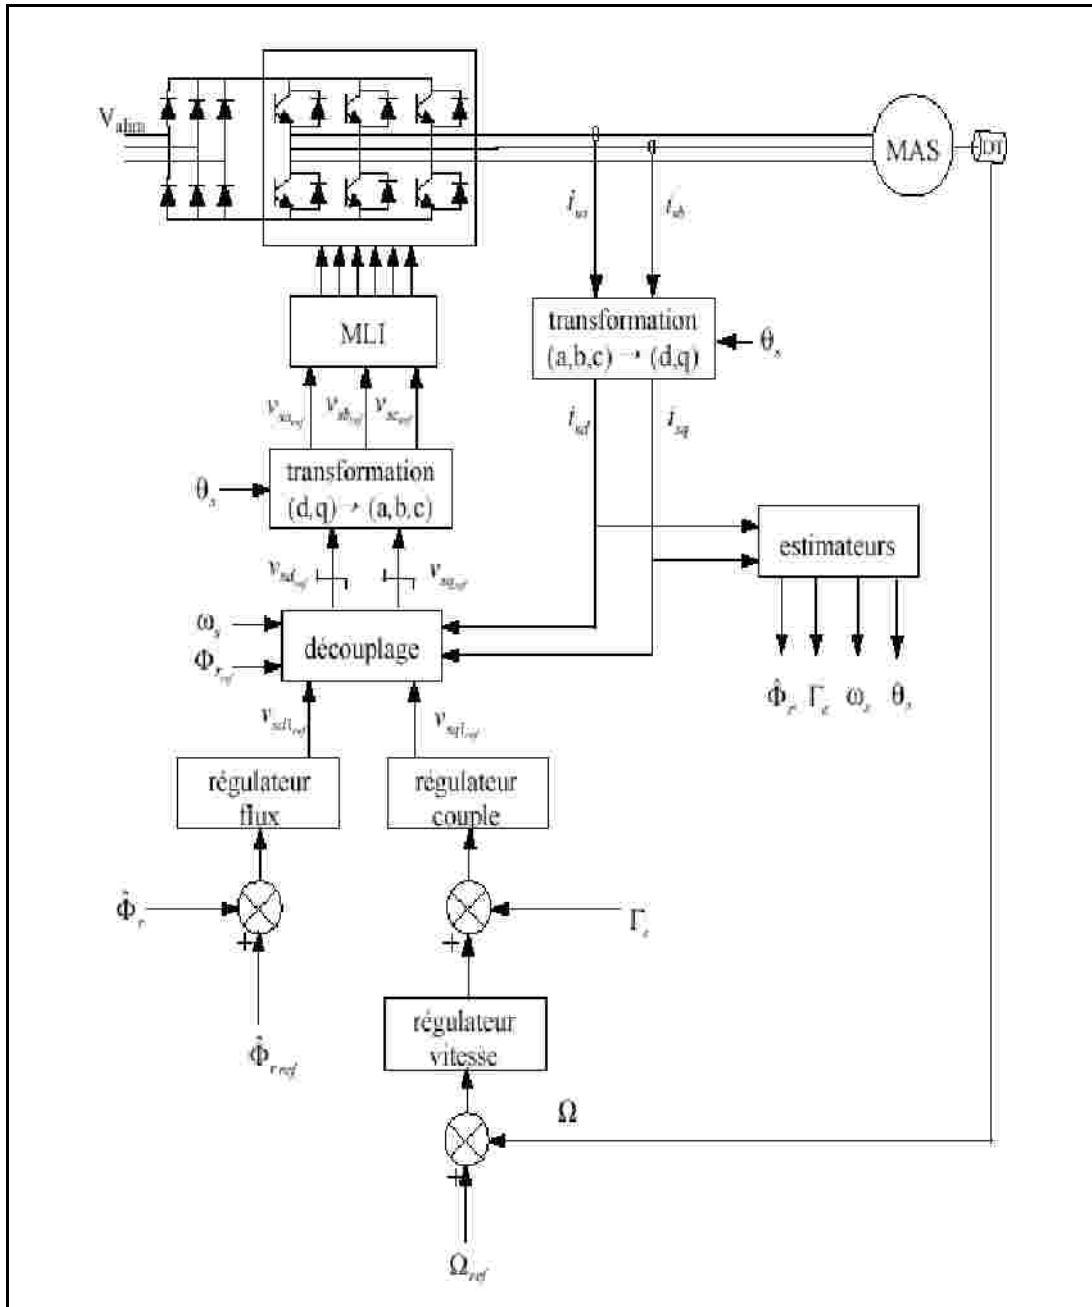 V_alim
MAS
DT
i_sa
i_sb
transformation
(a,b,c) → (d,q)
θ_s
MLI
v_sa_ref
v_sb_ref
v_sc_ref
i_sd
i_sq
transformation
(d,q) → (a,b,c)
θ_s
estimateurs
v_sd_ref
v_sq_ref
ω_s
Φ_r_ref
découplage
Φ̂_r
Γ_e
ω_s
θ̂_s
v_sd1_ref
v_sq1_ref
régulateur
flux
régulateur
couple
Φ̂_r
+
+
Γ_e
régulateur
vitesse
Φ̂_r ref
Ω
+
Ω_ref